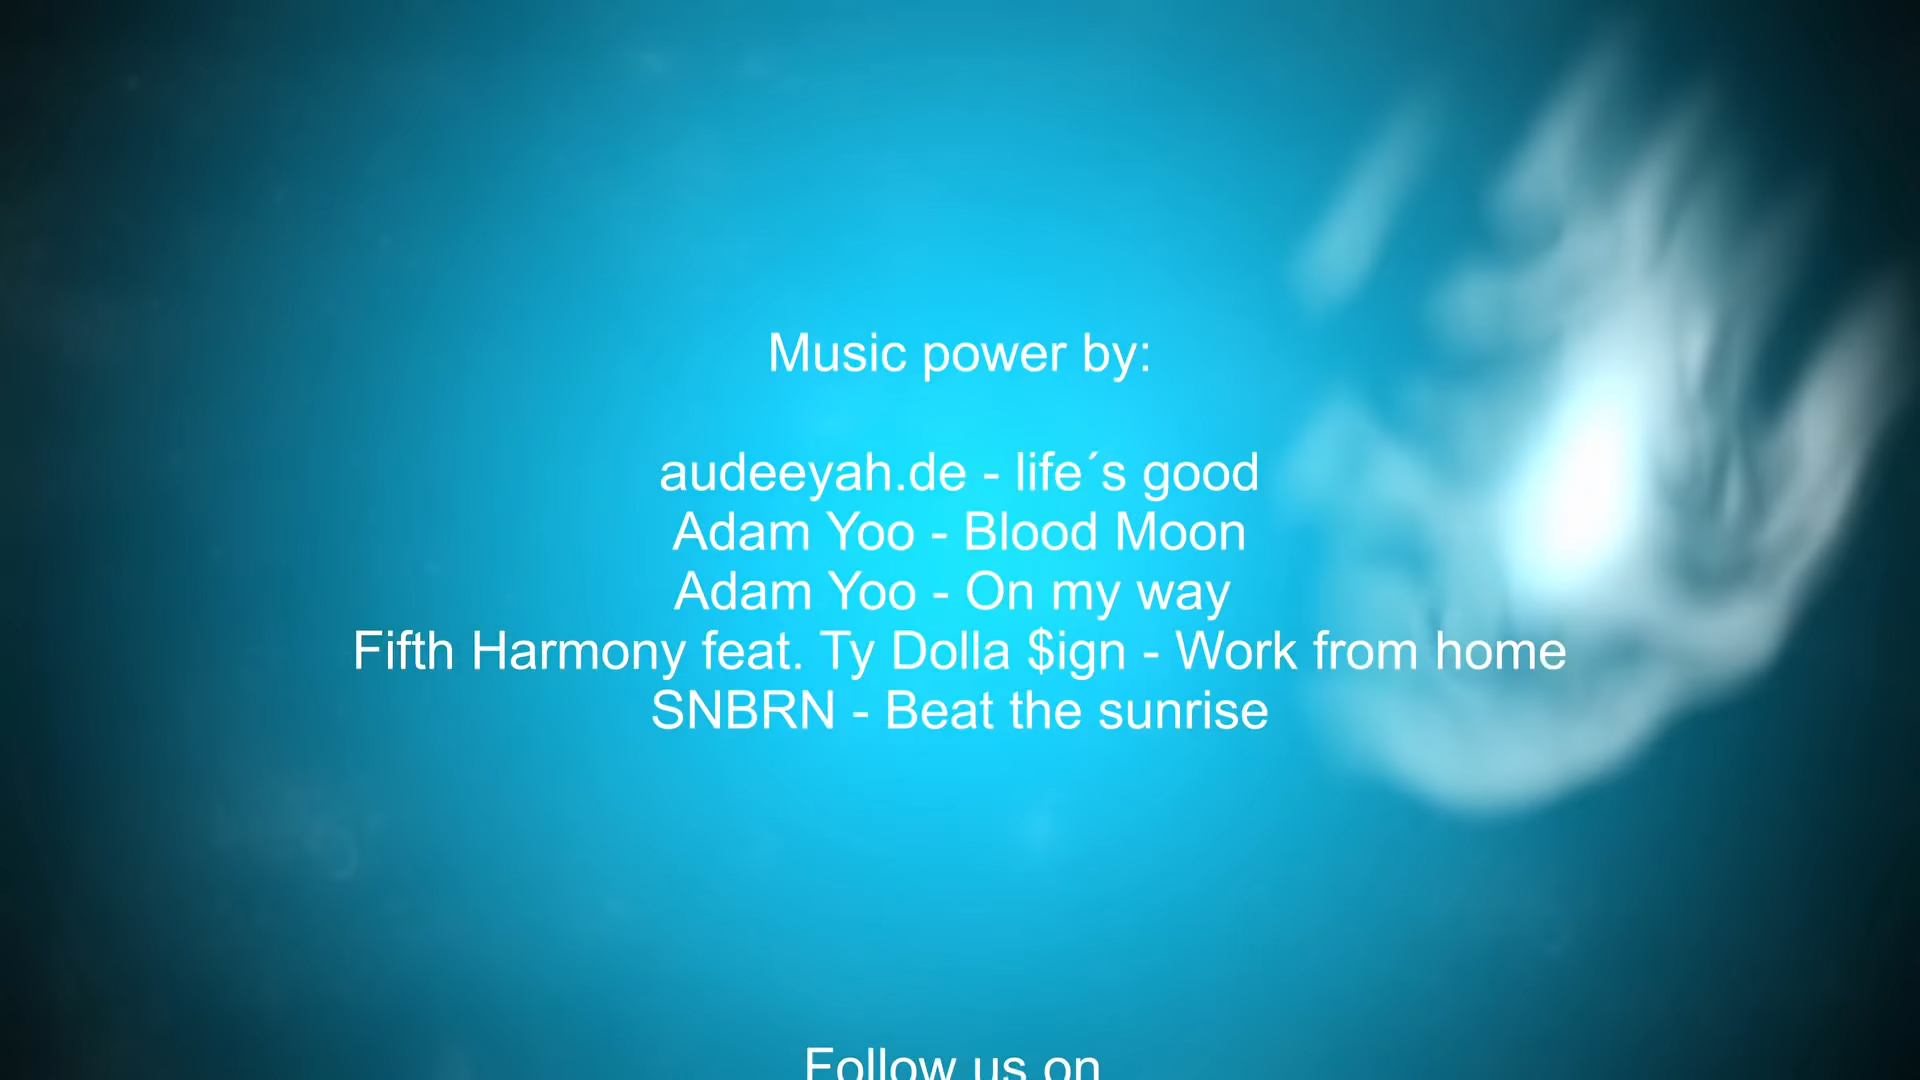 Music power by:
audeeyah.de - life´s good
Adam Yoo - Blood Moon
Adam Yoo - On my way
Fifth Harmony feat. Ty Dolla $ign - Work from home
SNBRN - Beat the sunrise
Follow us on